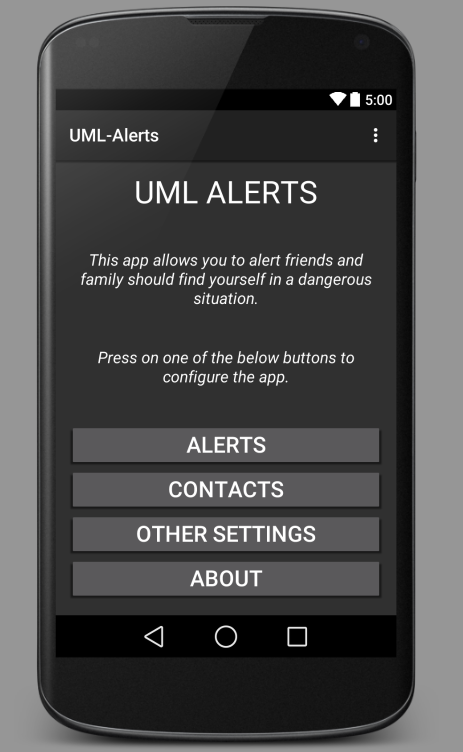 5:00
UML-Alerts
UML ALERTS
This app allows you to alert friends and
family should find yourself in a dangerous
situation.
Press on one of the below buttons to
configure the app.
ALERTS
CONTACTS
OTHER SETTINGS
ABOUT